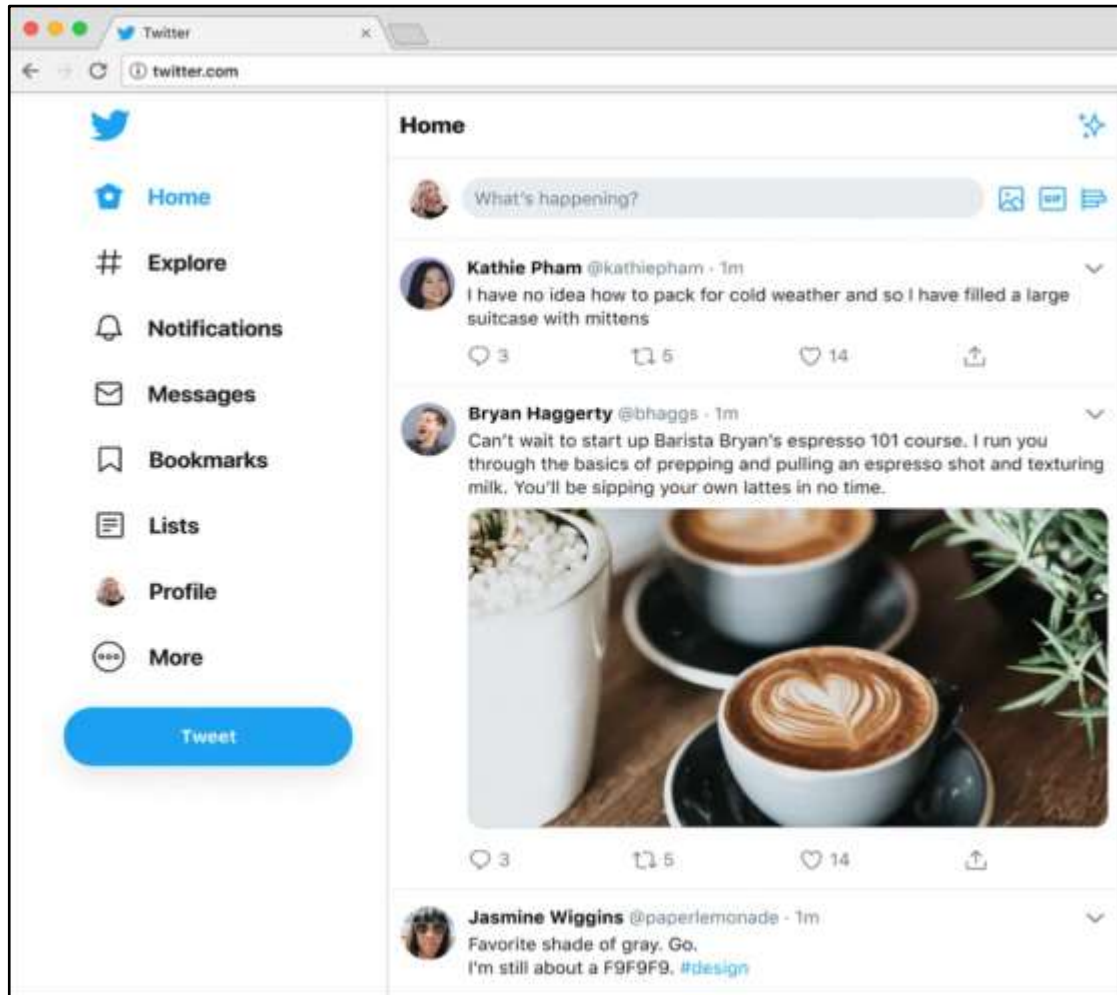 Twitter
twitter.com
Home
Explore
Notifications
Messages
Bookmarks
Lists
Profile
More
Tweet
Home
What's happening?
GIF
Kathie Pham @kathiepham · 1m
I have no idea how to pack for cold weather and so I have filled a large
suitcase with mittens
3 5 14
Bryan Haggerty @bhaggs · 1m
Can't wait to start up Barista Bryan's espresso 101 course. I run you
through the basics of prepping and pulling an espresso shot and texturing
milk. You'll be sipping your own lattes in no time.
3 5 14
Jasmine Wiggins @paperlemonade · 1m
Favorite shade of gray. Go.
I'm still about a F9F9F9. #design